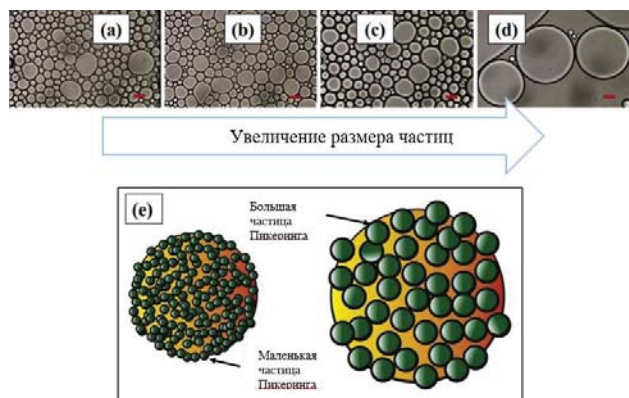 (a) (b) (c) (d)
Увеличение размера частиц
(e)
Большая
частица
Пикеринга
Маленькая
частица
Пикеринга